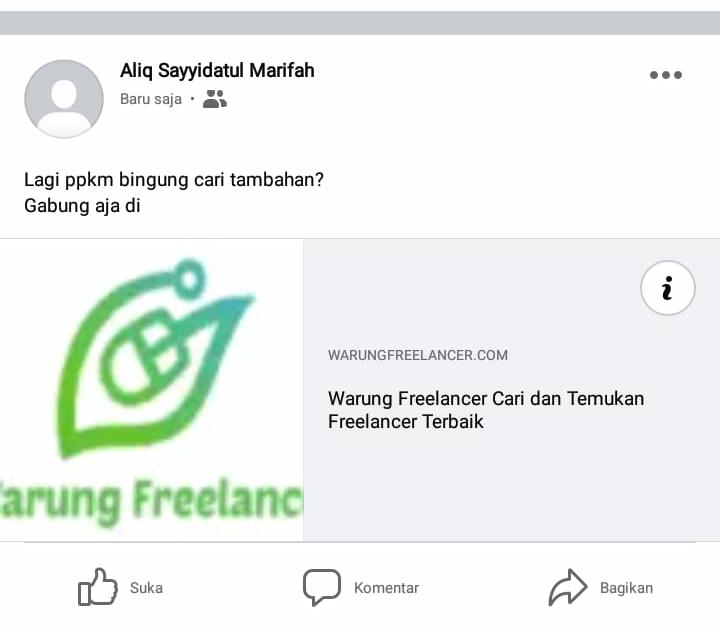 Aliq Sayyidatul Marifah
Baru saja ·
Lagi ppkm bingung cari tambahan?
Gabung aja di
arung Freelanc
i
WARUNGFREELANCER.COM
Warung Freelancer Cari dan Temukan
Freelancer Terbaik
Suka
Komentar
Bagikan